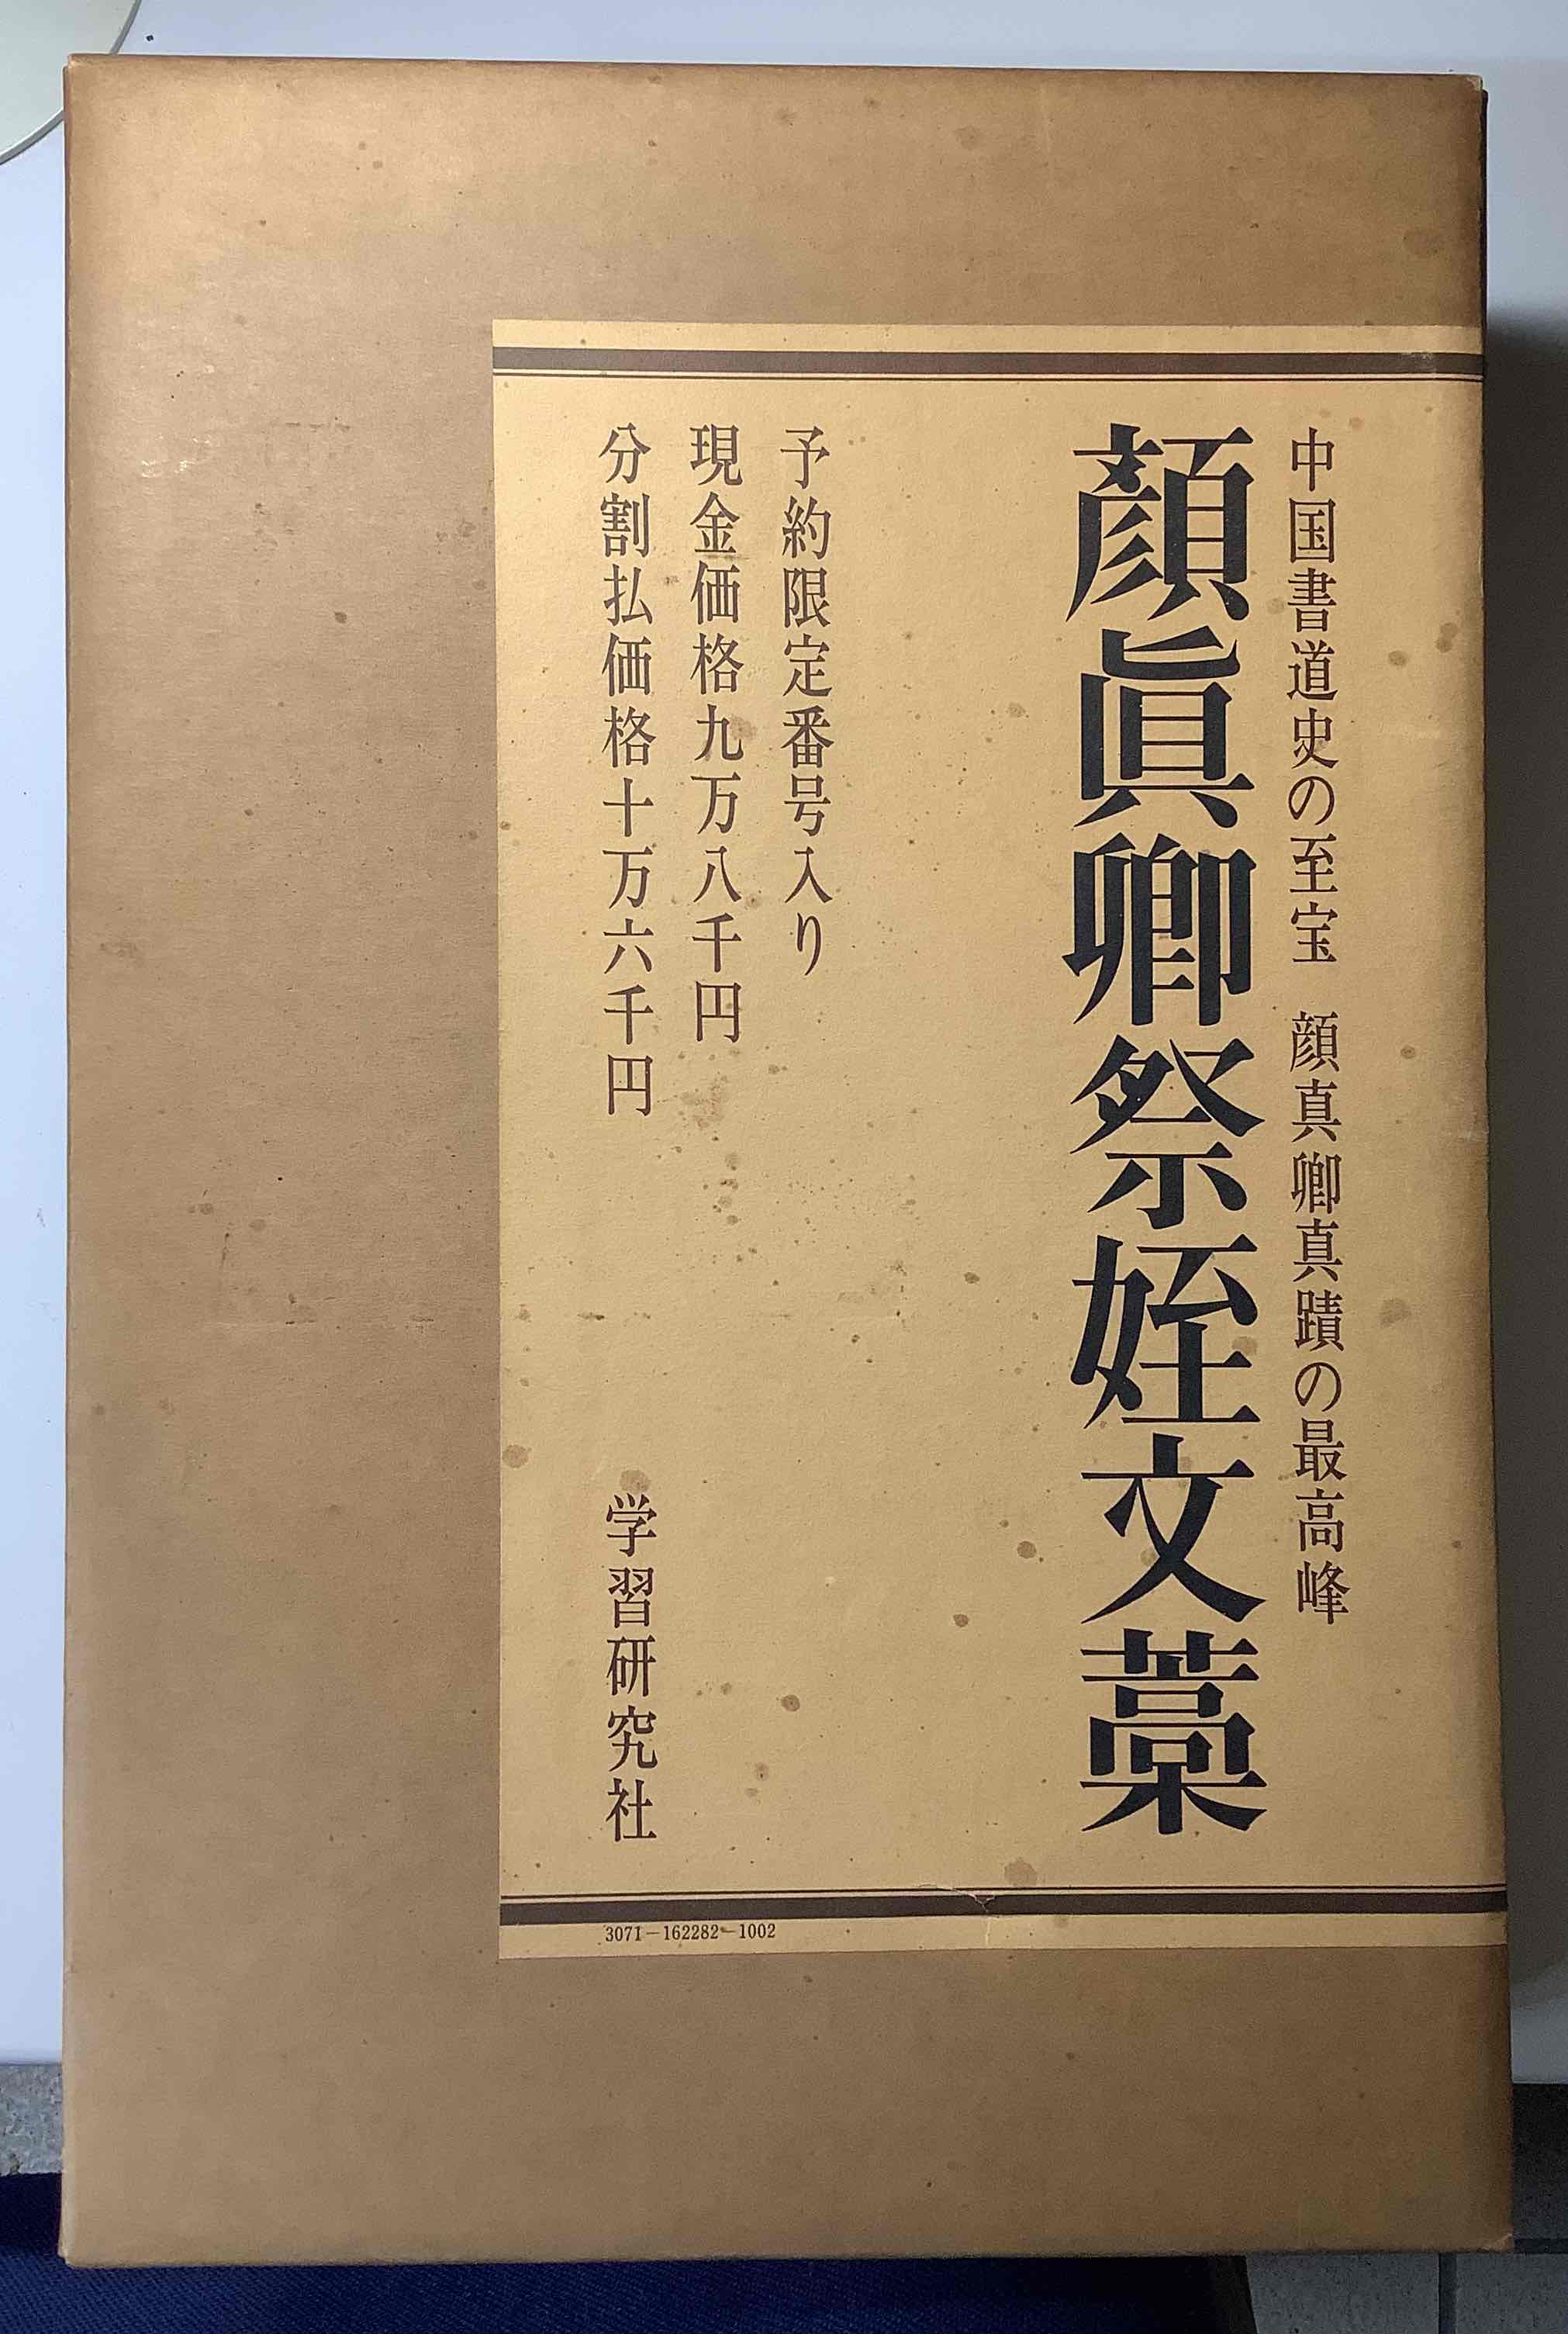 中国書道史の至宝　顔真卿真蹟の最高峰
顏眞卿祭姪文藁
予約限定番号入り
現金価格九万八千円
分割払価格十万六千円
学習研究社
3071－162282－1002